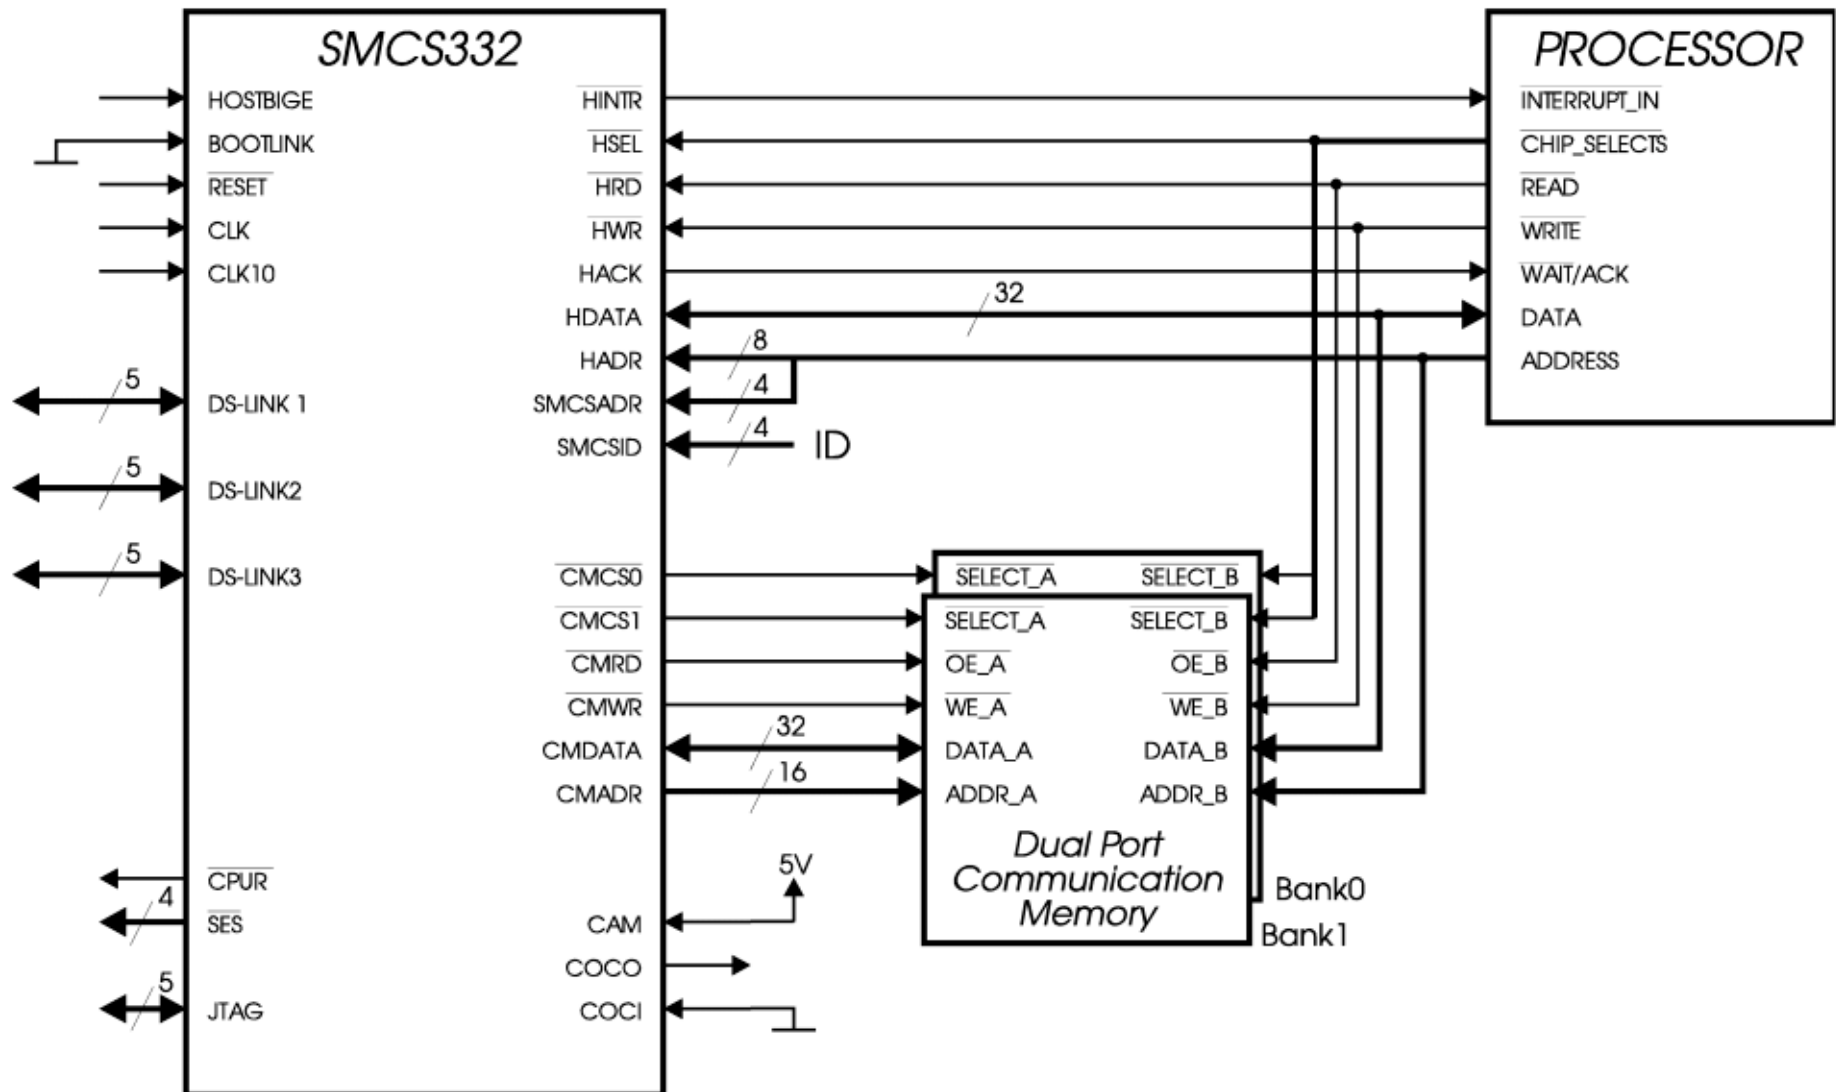 SMCS332
HOSTBIGE
BOOTLINK
RESET
CLK
CLK10
DS-LINK 1
DS-LINK2
DS-LINK3
CPUR
SES
JTAG
5
5
5
4
5
HINTR
HSEL
HRD
HWR
HACK
HDATA
HADR
SMCSADR
SMCSID
CMCS0
CMCS1
CMRD
CMWR
CMDATA
CMADR
CAM
COCO
COCI
32
8
4
4
ID
32
16
5V
PROCESSOR
INTERRUPT_IN
CHIP_SELECTS
READ
WRITE
WAIT/ACK
DATA
ADDRESS
SELECT_A SELECT_B
SELECT_A SELECT_B
OE_A OE_B
WE_A WE_B
DATA_A DATA_B
ADDR_A ADDR_B
Dual Port
Communication
Memory
Bank0
Bank1